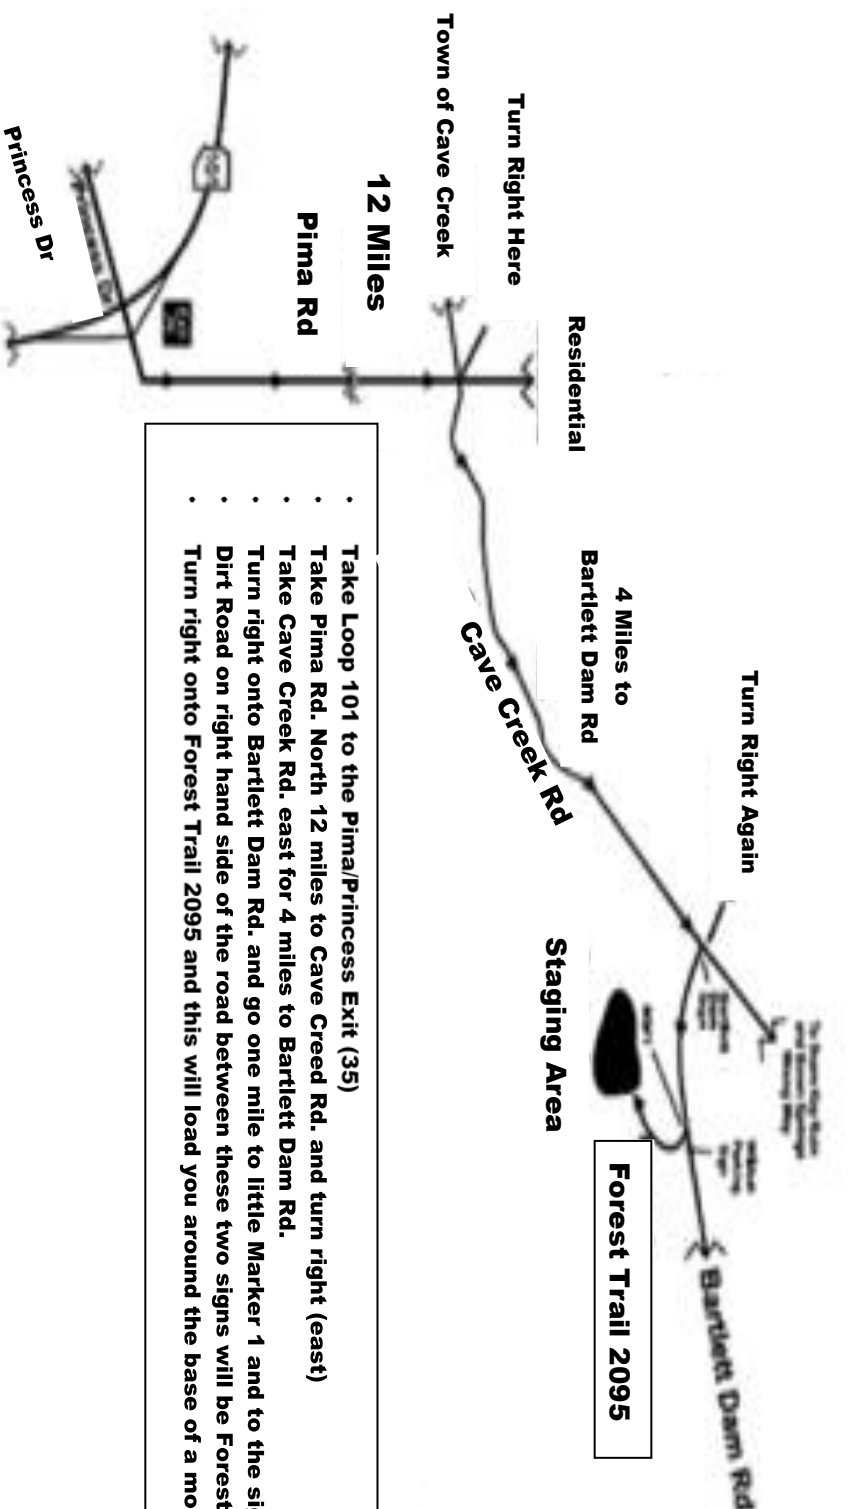 Turn Right Again
Bartlett Dam Rd
4 Miles to
Bartlett Dam Rd
Forest Trail 2095
Residential
Staging Area
Turn Right Here
Cave Creek Rd
Town of Cave Creek
12 Miles
Pima Rd
• Take Loop 101 to the Pima/Princess Exit (35)
• Take Pima Rd. North 12 miles to Cave Creed Rd. and turn right (east)
• Take Cave Creek Rd. east for 4 miles to Bartlett Dam Rd.
• Turn right onto Bartlett Dam Rd. and go one mile to little Marker 1 and to the
• Dirt Road on right hand side of the road between these two signs will be Forest
• Turn right onto Forest Trail 2095 and this will load you around the base of a
Princess Dr
Princess Dr